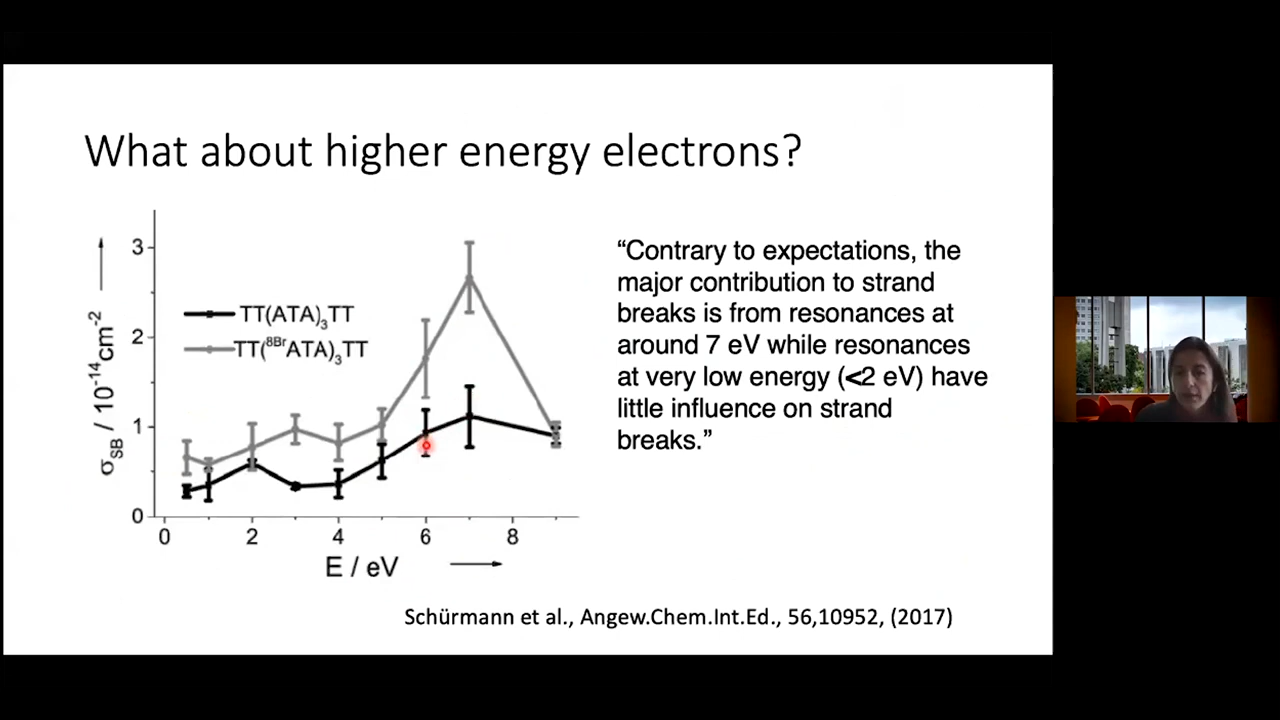 What about higher energy electrons?
3
2
1
0
σSB / 10-14cm-2
TT(ATA)3TT
TT(8BrATA)3TT
0 2 4 6 8
E / eV
“Contrary to expectations, the
major contribution to strand
breaks is from resonances at
around 7 eV while resonances
at very low energy (<2 eV) have
little influence on strand
breaks.”
Schürmann et al., Angew.Chem.Int.Ed., 56,10952, (2017)